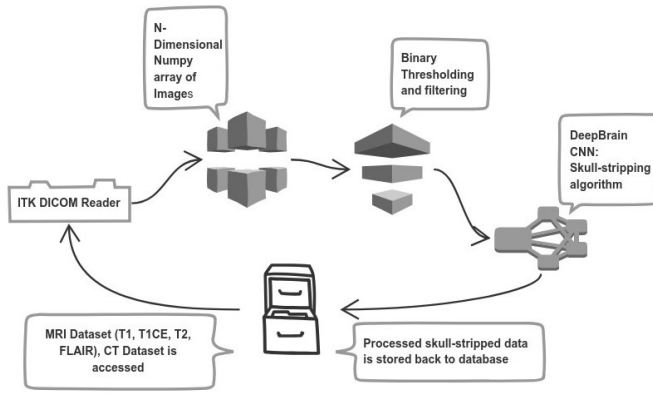 N-
Dimensional
Numpy
array of
Images
Binary
Thresholding
and filtering
DeepBrain
CNN:
Skull-stripping
algorithm
ITK DICOM Reader
MRI Dataset (T1, T1CE, T2,
FLAIR), CT Dataset is
accessed
Processed skull-stripped data
is stored back to database